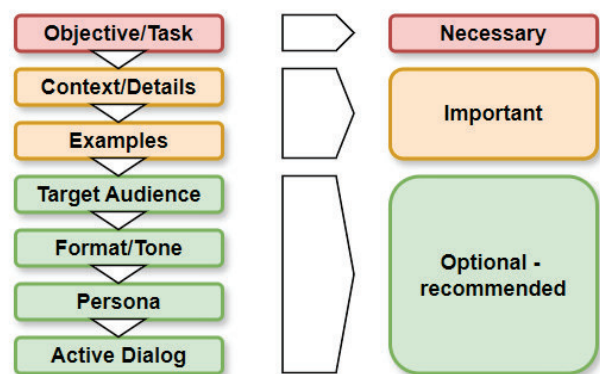 Objective/Task
Necessary
Context/Details
Important
Examples
Target Audience
Format/Tone
Optional -
recommended
Persona
Active Dialog